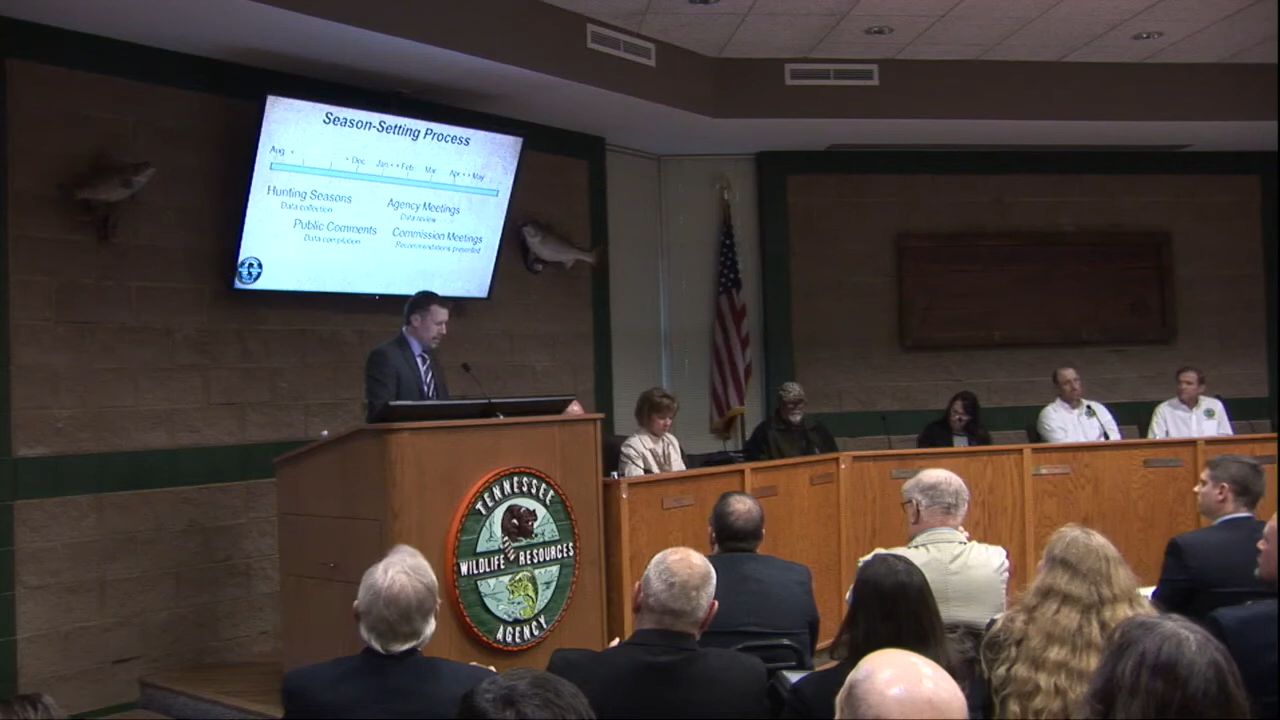 Season-Setting Process
Aug
Dec Jan Feb Mar Apr May
Hunting Seasons
Data collection
Agency Meetings
Data review
Public Comments
Data compilation
Commission Meetings
Recommendations presented
TENNESSEE
WILDLIFE RESOURCES
AGENCY